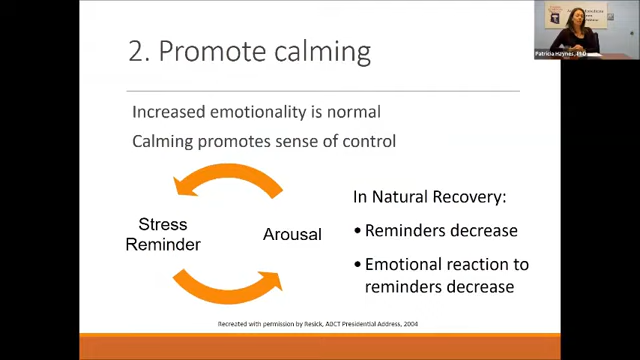 2. Promote calming
Patricia Haynes, PhD
Increased emotionality is normal
Calming promotes sense of control
Stress
Reminder
Arousal
In Natural Recovery:
• Reminders decrease
• Emotional reaction to
reminders decrease
Recreated with permission by Resick, A0CT Presidential Address, 2004